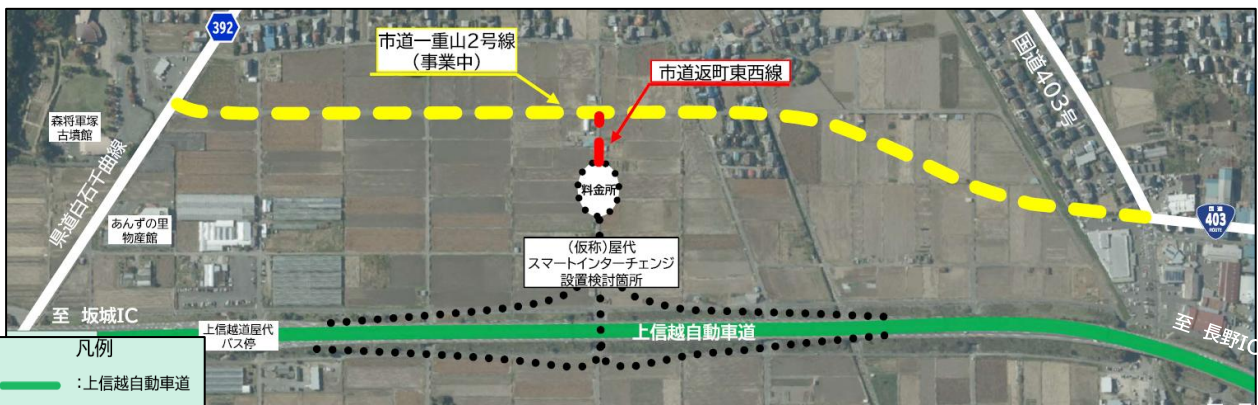 392
市道一重山2号線
(事業中)
市道返町東西線
国道403号
森将軍塚
古墳館
県道白石千曲線
料金所
あんずの里
物産館
国道
403
ROUTE
(仮称)屋代
スマートインターチェンジ
設置検討箇所
至 坂城IC
上信越道屋代
バス停
上信越自動車道
至 長野IC
凡例
:上信越自動車道